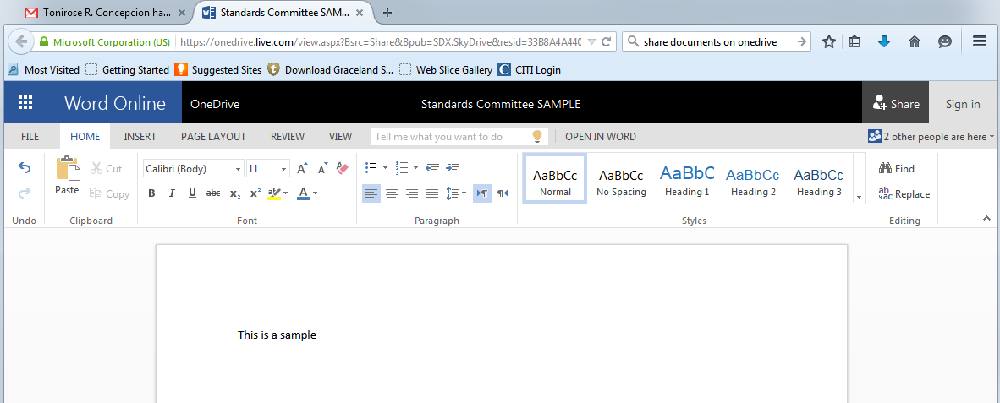 Tonirose R. Concepcion ha...
Standards Committee SAM...
Microsoft Corporation (US)
https://onedrive.live.com/view.aspx?Bsrc=Share&Bpub=SDX.SkyDrive&resid=33B8A4A440
share documents on onedrive
Most Visited
Getting Started
Suggested Sites
Download Graceland S...
Web Slice Gallery
CITI Login
Word Online
OneDrive
Standards Committee SAMPLE
Share
Sign in
FILE
HOME
INSERT
PAGE LAYOUT
REVIEW
VIEW
Tell me what you want to do
OPEN IN WORD
2 other people are here
Paste
Cut
Copy
Calibri (Body)
11
B I U abc x₂ x² ab A
AaBbCc
Normal
AaBbCc
No Spacing
AaBbC
Heading 1
AaBbCc
Heading 2
AaBbCc
Heading 3
Find
Replace
Undo
Clipboard
Font
Paragraph
Styles
Editing
This is a sample